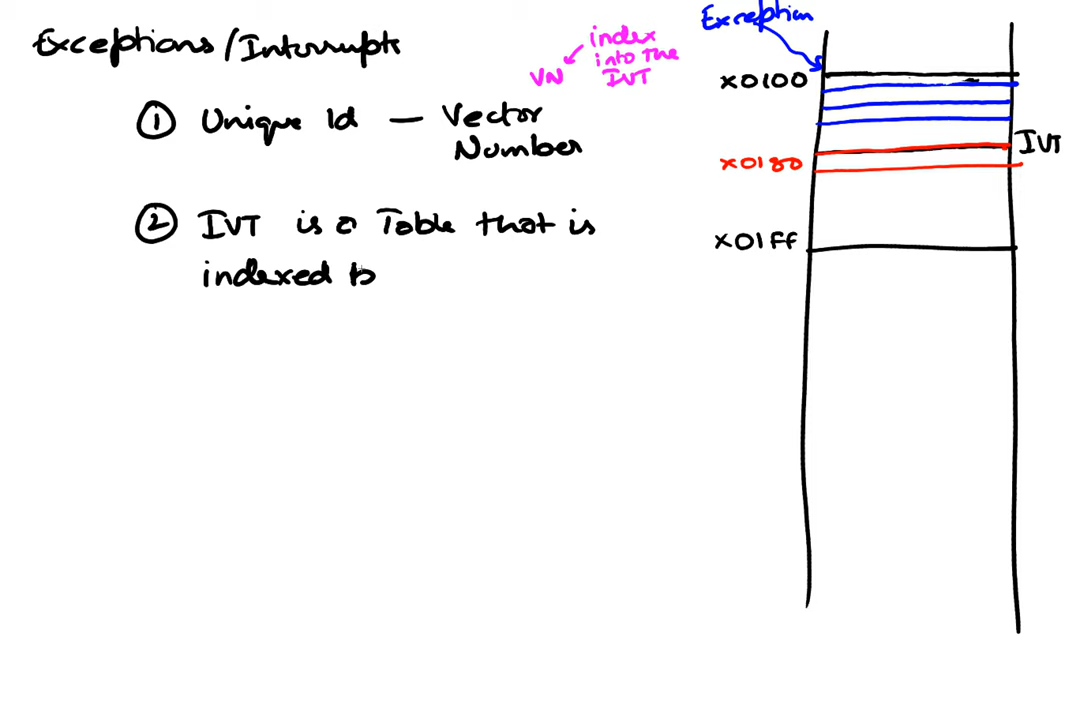 Exceptions/Interrupts
VN
index
into the
IVT
① Unique Id — Vector
Number
② IVT is a Table that is
indexed to
Exception
x0100
IVT
x0180
x01FF